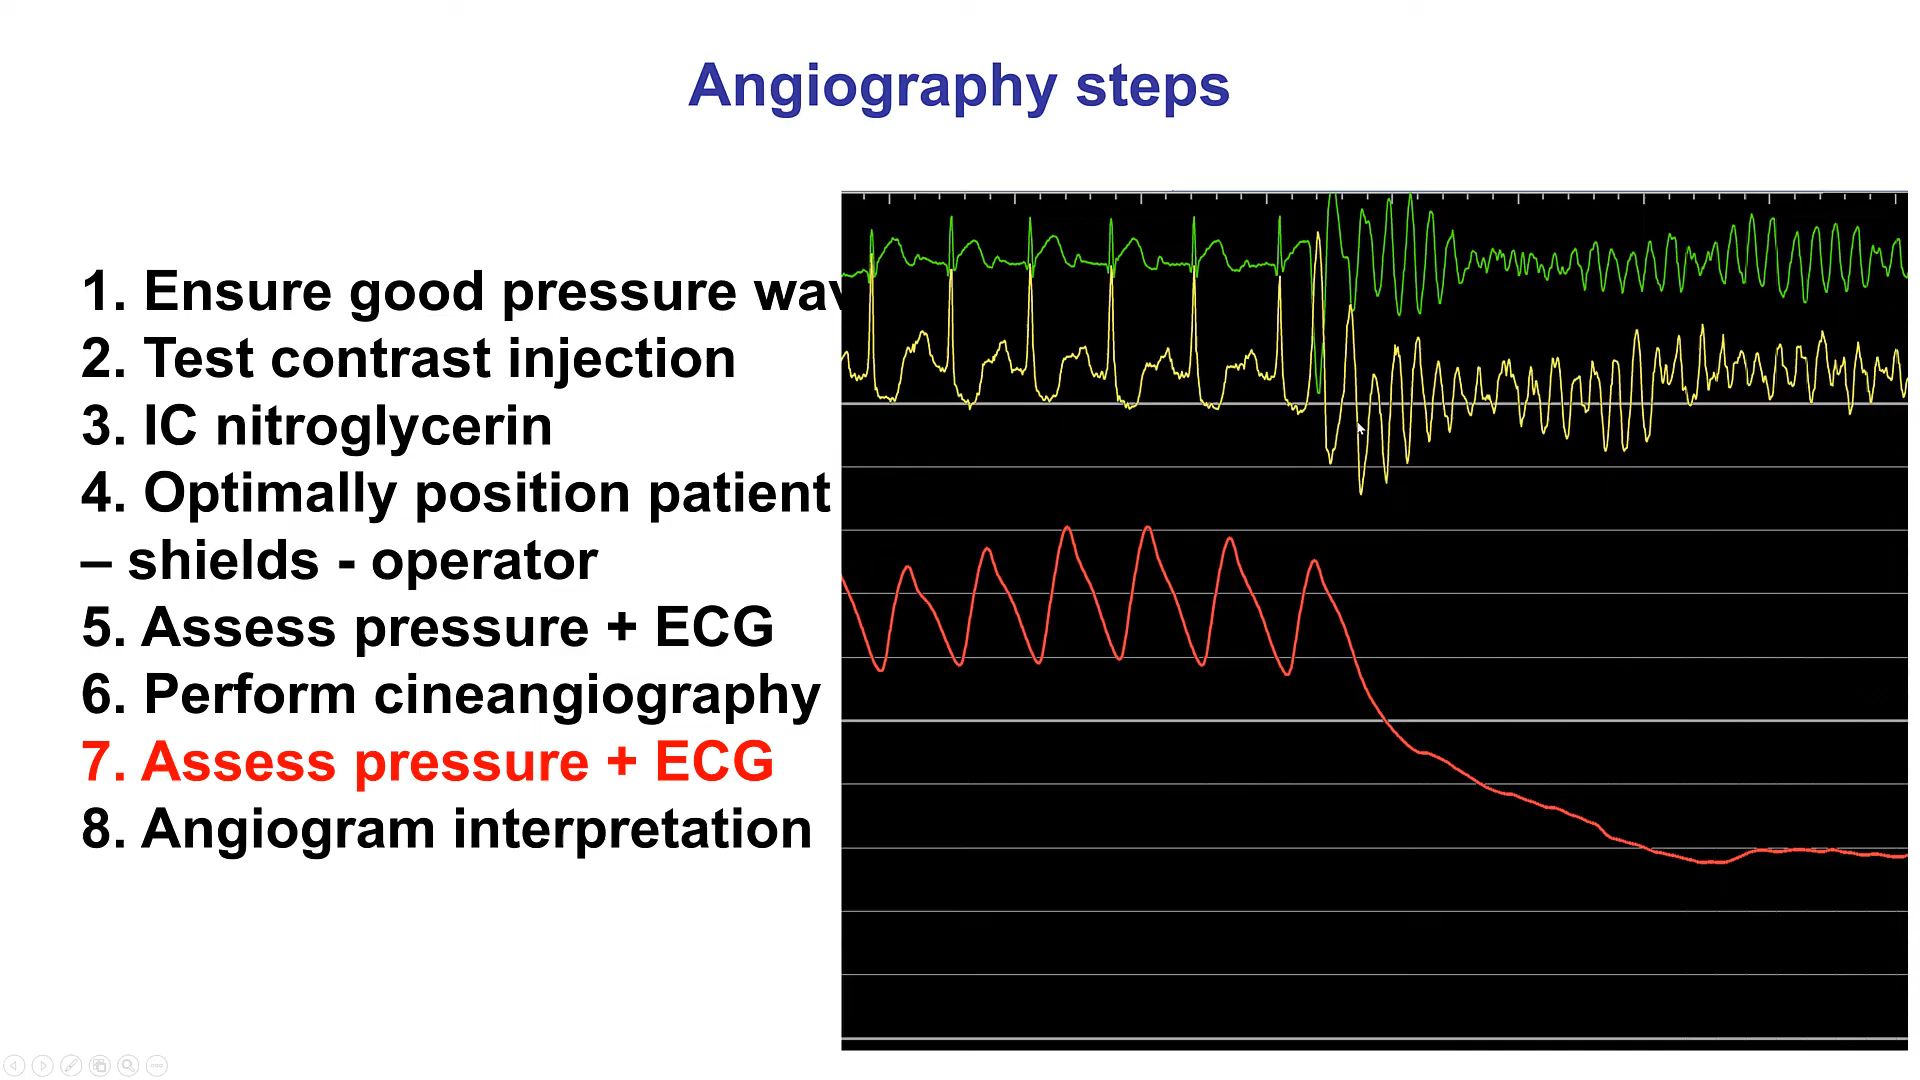 Angiography steps
1. Ensure good pressure wav
2. Test contrast injection
3. IC nitroglycerin
4. Optimally position patient
– shields - operator
5. Assess pressure + ECG
6. Perform cineangiography
7. Assess pressure + ECG
8. Angiogram interpretation